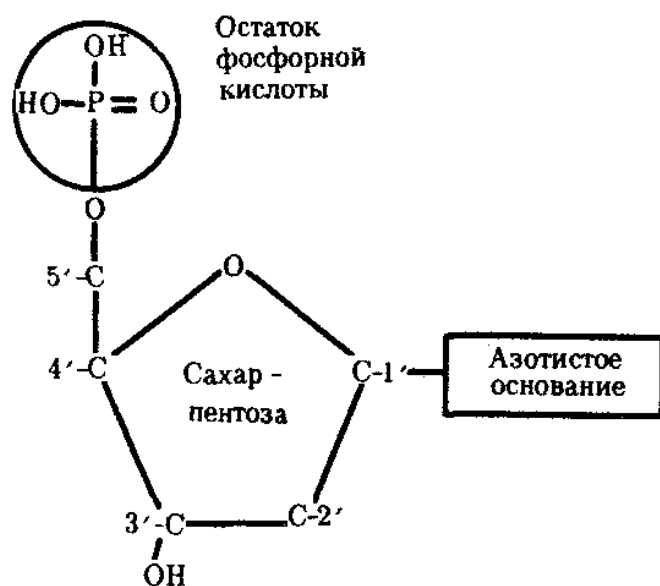 OH
Остаток
фосфорной
кислоты
HO-P=O
O
5′-C
O
4′-C
Сахар -
пентоза
C-1′
Азотистое
основание
3′-C
C-2′
OH